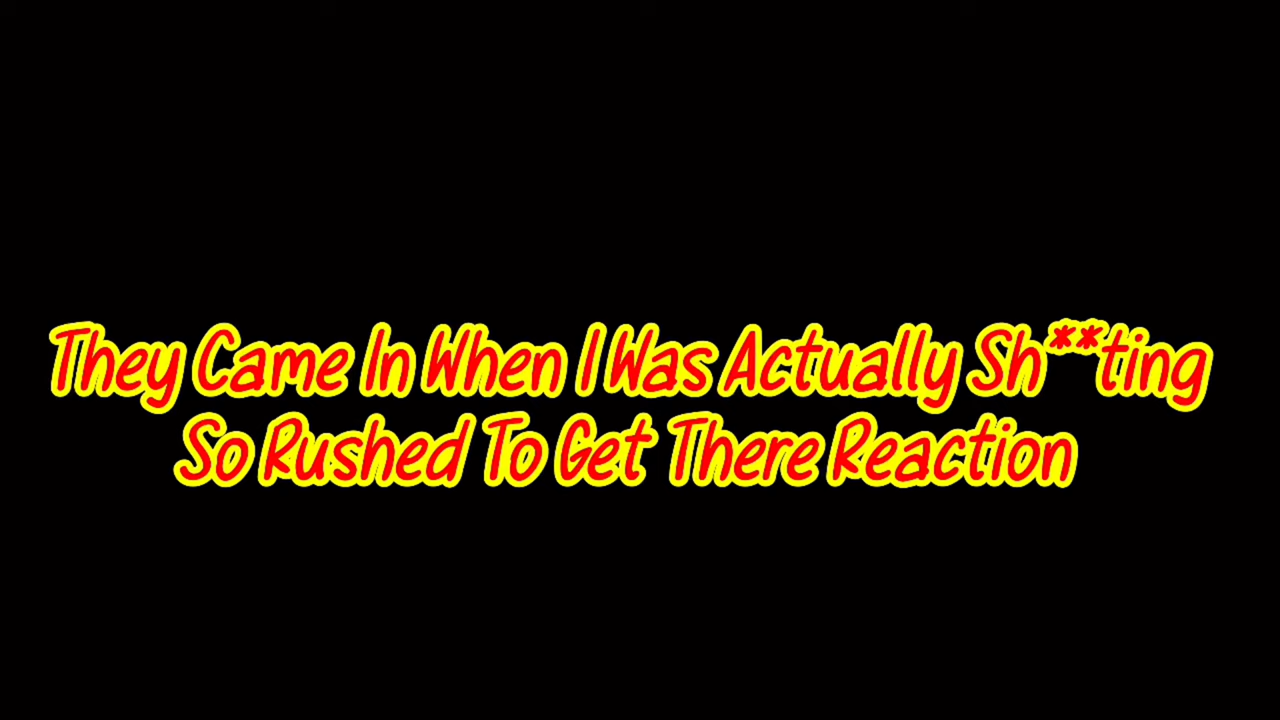 They Came In When I Was Actually Sh**ting
So Rushed To Get There Reaction